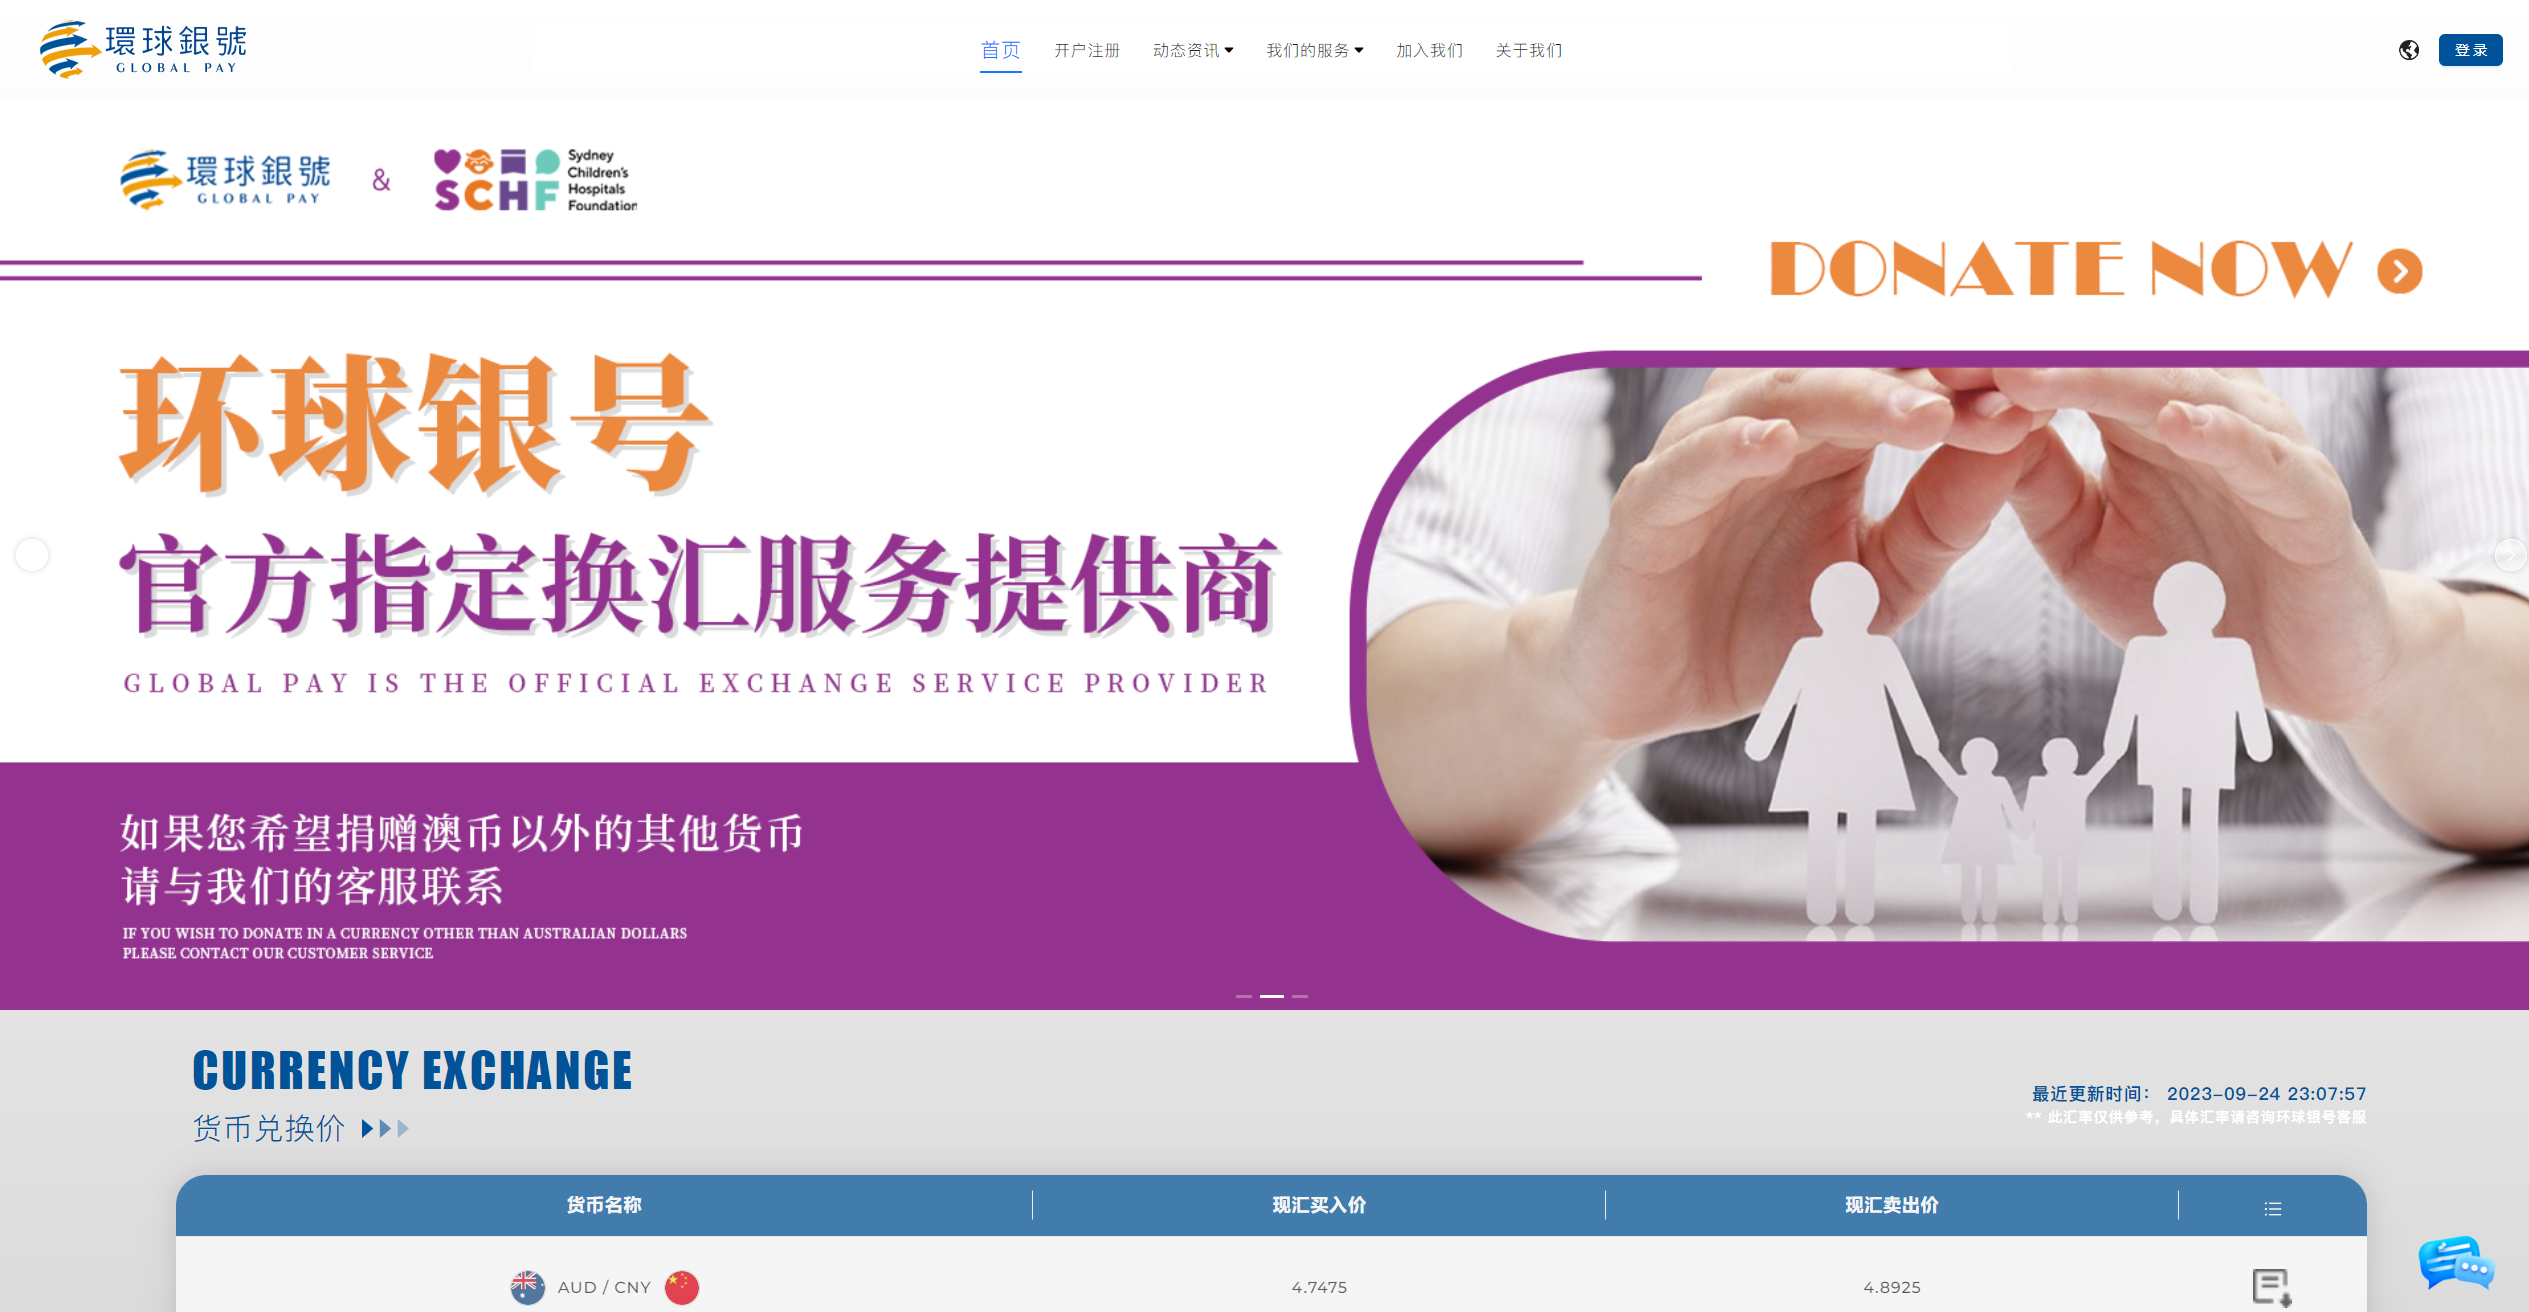 環球銀號
GLOBAL PAY
首页
开户注册
动态资讯
我们的服务
加入我们
关于我们
登录
環球銀號
GLOBAL PAY
&
SCHF
Sydney
Children's
Hospitals
Foundation
DONATE NOW
环球银号
官方指定换汇服务提供商
GLOBAL PAY IS THE OFFICIAL EXCHANGE SERVICE PROVIDER
如果您希望捐赠澳币以外的其他货币
请与我们的客服联系
IF YOU WISH TO DONATE IN A CURRENCY OTHER THAN AUSTRALIAN DOLLARS
PLEASE CONTACT OUR CUSTOMER SERVICE
CURRENCY EXCHANGE
货币兑换价
最近更新时间： 2023-09-24 23:07:57
** 此汇率仅供参考，具体汇率请咨询环球银号客服
货币名称
现汇买入价
现汇卖出价
AUD / CNY
4.7475
4.8925